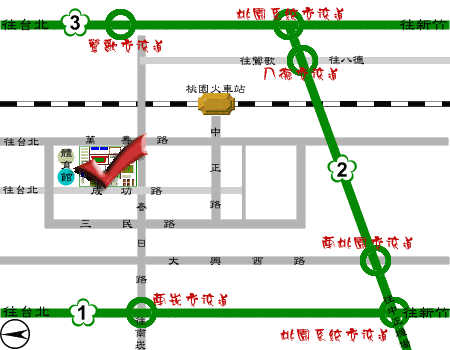 桃園系統交流道
往台北 3 往新竹
鶯歌交流道
往鶯歌 往八德
八德交流道
桃園火車站
往台北 萬壽路
中正路
體育館
2
往台北 成功路
春日路
三民路
南桃園交流道
大興西路
南崁交流道
往台北 1 往新竹
往南崁
桃園系統交流道